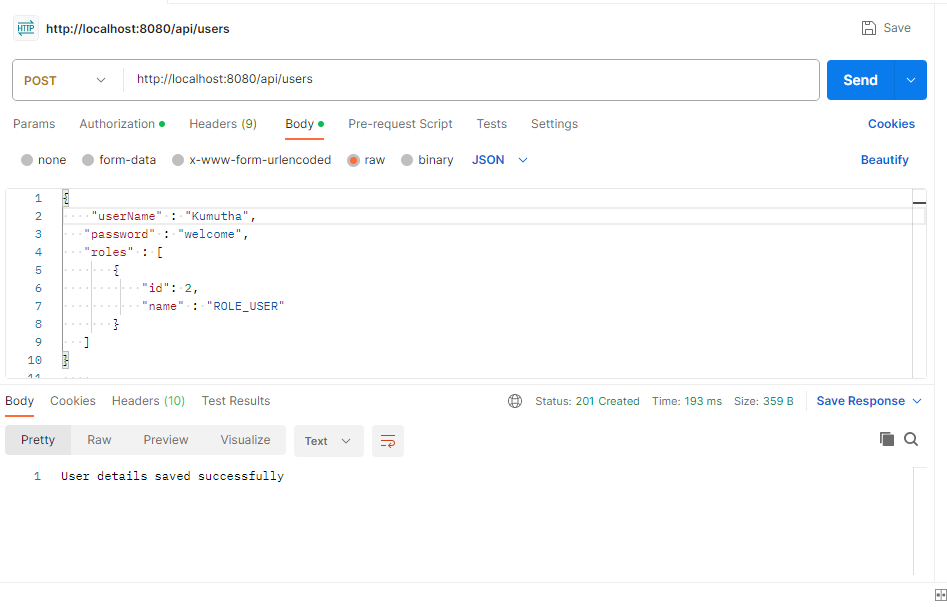 HTTP http://localhost:8080/api/users Save
POST http://localhost:8080/api/users Send
Params Authorization Headers (9) Body Pre-request Script Tests Settings Cookies
none form-data x-www-form-urlencoded raw binary JSON Beautify
1 {
2 "userName" : "Kumutha",
3 "password" : "welcome",
4 "roles" : [
5 {
6 "id": 2,
7 "name" : "ROLE_USER"
8 }
9 ]
10 }
11
Body Cookies Headers (10) Test Results Status: 201 Created Time: 193 ms Size: 359 B Save Response
Pretty Raw Preview Visualize Text
1 User details saved successfully